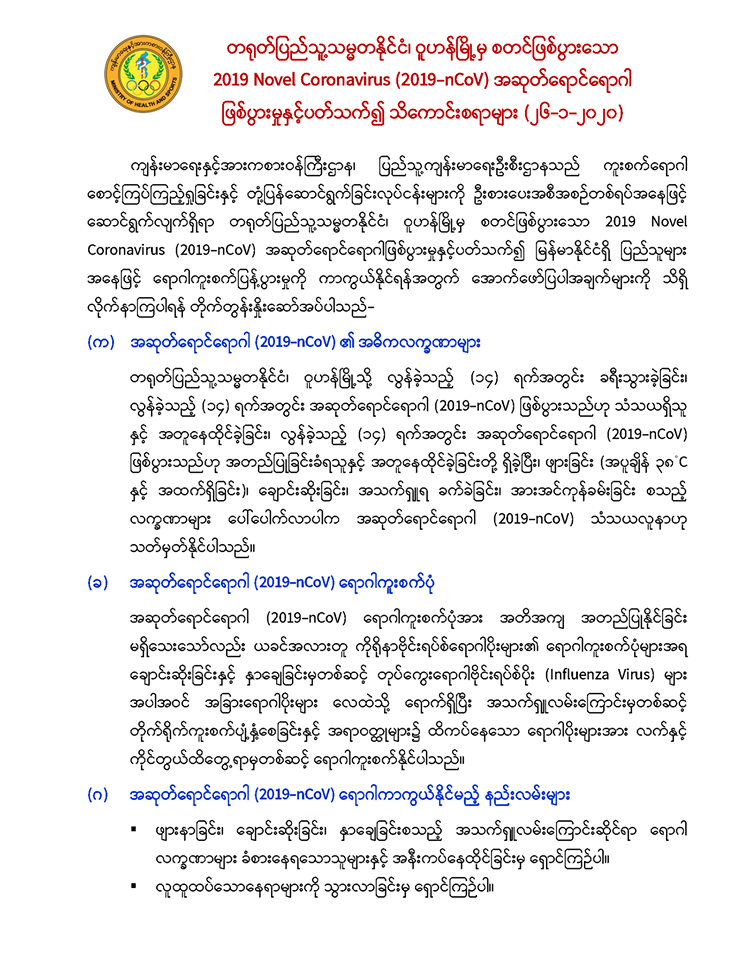 ကျန်းမာရေးနှင့်အားကစားဝန်ကြီးဌာန
MINISTRY OF HEALTH AND SPORTS
တရုတ်ပြည်သူ့သမ္မတနိုင်ငံ၊ ဝူဟန်မြို့မှ စတင်ဖြစ်ပွားသော
2019 Novel Coronavirus (2019-nCoV) အဆုတ်ရောင်ရောဂါ
ဖြစ်ပွားမှုနှင့်ပတ်သက်၍ သိကောင်းစရာများ (၂၆-၁-၂၀၂၀)
ကျန်းမာရေးနှင့်အားကစားဝန်ကြီးဌာန၊ ပြည်သူ့ကျန်းမာရေးဦးစီးဌာနသည် ကူးစက်ရောဂါ
စောင့်ကြပ်ကြည့်ရှုခြင်းနှင့် တုံ့ပြန်ဆောင်ရွက်ခြင်းလုပ်ငန်းများကို ဦးစားပေးအစီအစဉ်တစ်ရပ်အနေဖြင့်
ဆောင်ရွက်လျက်ရှိရာ တရုတ်ပြည်သူ့သမ္မတနိုင်ငံ၊ ဝူဟန်မြို့မှ စတင်ဖြစ်ပွားသော 2019 Novel
Coronavirus (2019-nCoV) အဆုတ်ရောင်ရောဂါဖြစ်ပွားမှုနှင့်ပတ်သက်၍ မြန်မာနိုင်ငံရှိ ပြည်သူများ
အနေဖြင့် ရောဂါကူးစက်ပြန့်ပွားမှုကို ကာကွယ်နိုင်ရန်အတွက် အောက်ဖော်ပြပါအချက်များကို သိရှိ
လိုက်နာကြပါရန် တိုက်တွန်းနှိုးဆော်အပ်ပါသည်-
(က) အဆုတ်ရောင်ရောဂါ (2019-nCoV) ၏ အဓိကလက္ခဏာများ
တရုတ်ပြည်သူ့သမ္မတနိုင်ငံ၊ ဝူဟန်မြို့သို့ လွန်ခဲ့သည့် (၁၄) ရက်အတွင်း ခရီးသွားခဲ့ခြင်း၊
လွန်ခဲ့သည့် (၁၄) ရက်အတွင်း အဆုတ်ရောင်ရောဂါ (2019-nCoV) ဖြစ်ပွားသည်ဟု သံသယရှိသူ
နှင့် အတူနေထိုင်ခဲ့ခြင်း၊ လွန်ခဲ့သည့် (၁၄) ရက်အတွင်း အဆုတ်ရောင်ရောဂါ (2019-nCoV)
ဖြစ်ပွားသည်ဟု အတည်ပြုခြင်းခံရသူနှင့် အတူနေထိုင်ခဲ့ခြင်းတို့ ရှိခဲ့ပြီး၊ ဖျားခြင်း (အပူချိန် ၃၈°C
နှင့် အထက်ရှိခြင်း)၊ ချောင်းဆိုးခြင်း၊ အသက်ရှူရ ခက်ခဲခြင်း၊ အားအင်ကုန်ခမ်းခြင်း စသည့်
လက္ခဏာများ ပေါ်ပေါက်လာပါက အဆုတ်ရောင်ရောဂါ (2019-nCoV) သံသယလူနာဟု
သတ်မှတ်နိုင်ပါသည်။
(ခ) အဆုတ်ရောင်ရောဂါ (2019-nCoV) ရောဂါကူးစက်ပုံ
အဆုတ်ရောင်ရောဂါ (2019-nCoV) ရောဂါကူးစက်ပုံအား အတိအကျ အတည်ပြုနိုင်ခြင်း
မရှိသေးသော်လည်း ယခင်အလားတူ ကိုရိုနာဗိုင်းရပ်စ်ရောဂါပိုးများ၏ ရောဂါကူးစက်ပုံများအရ
ချောင်းဆိုးခြင်းနှင့် နှာချေခြင်းမှတစ်ဆင့် တုပ်ကွေးရောဂါဗိုင်းရပ်စ်ပိုး (Influenza Virus) များ
အပါအဝင် အခြားရောဂါပိုးများ လေထဲသို့ ရောက်ရှိပြီး အသက်ရှူလမ်းကြောင်းမှတစ်ဆင့်
တိုက်ရိုက်ကူးစက်ပျံ့နှံ့စေခြင်းနှင့် အရာဝတ္ထုများ၌ ထိကပ်နေသော ရောဂါပိုးများအား လက်နှင့်
ကိုင်တွယ်ထိတွေ့ရာမှတစ်ဆင့် ရောဂါကူးစက်နိုင်ပါသည်။
(ဂ) အဆုတ်ရောင်ရောဂါ (2019-nCoV) ရောဂါကာကွယ်နိုင်မည့် နည်းလမ်းများ
▪ ဖျားနာခြင်း၊ ချောင်းဆိုးခြင်း၊ နှာချေခြင်းစသည့် အသက်ရှူလမ်းကြောင်းဆိုင်ရာ ရောဂါ
လက္ခဏာများ ခံစားနေရသောသူများနှင့် အနီးကပ်နေထိုင်ခြင်းမှ ရှောင်ကြဉ်ပါ။
▪ လူထူထပ်သောနေရာများကို သွားလာခြင်းမှ ရှောင်ကြဉ်ပါ။